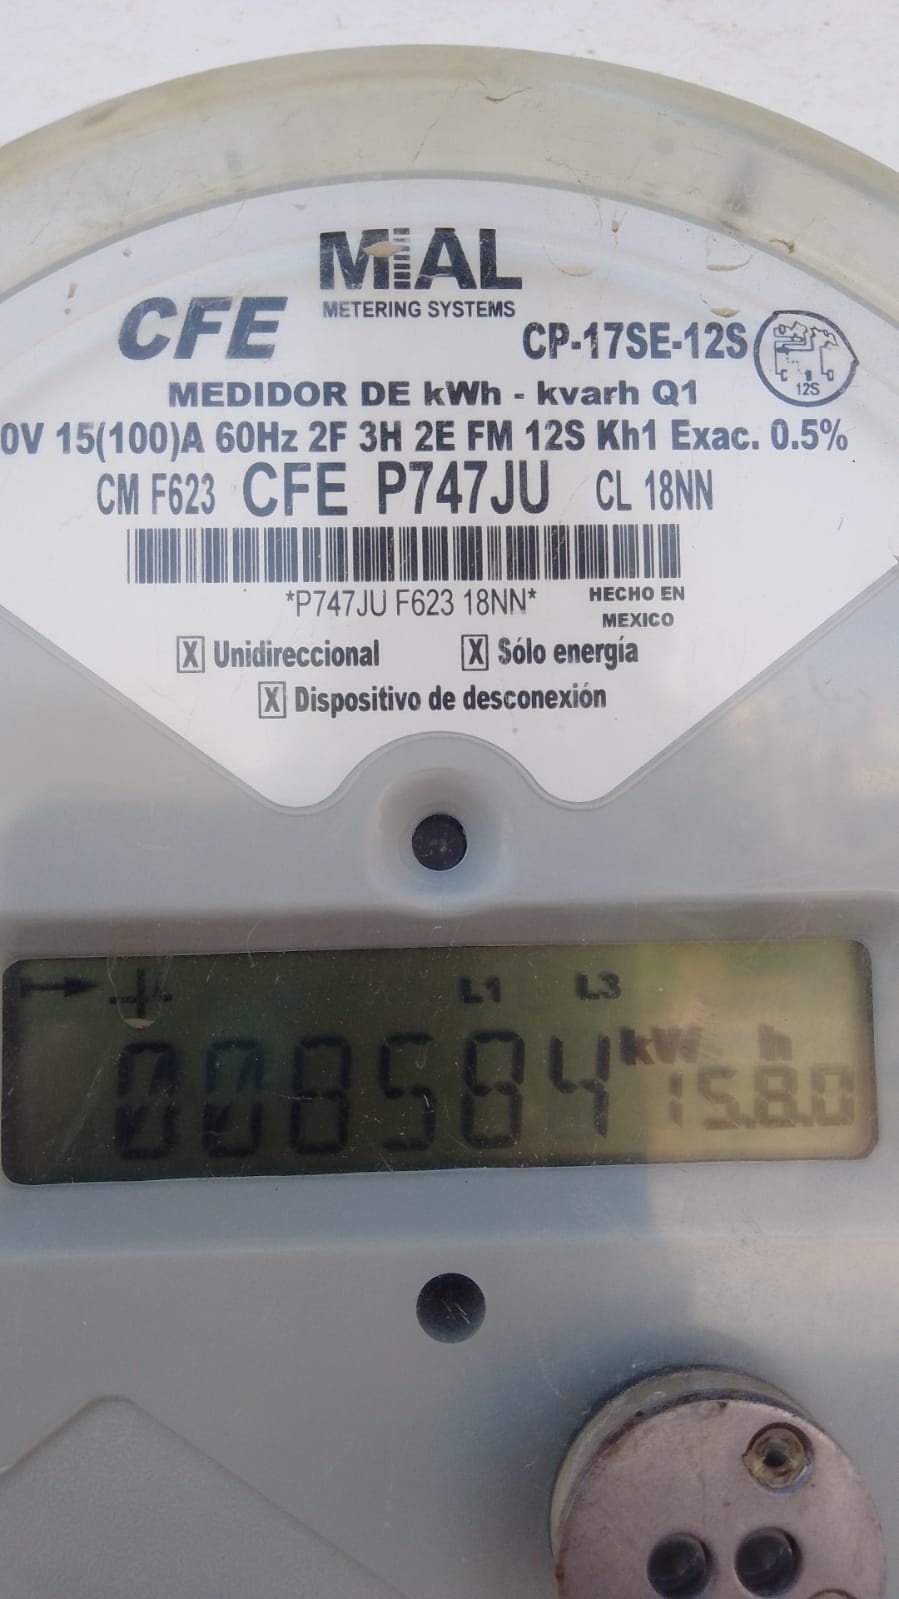 MIAL
METERING SYSTEMS
CFE
CP-17SE-12S
12S
MEDIDOR DE kWh - kvarh Q1
0V 15(100)A 60Hz 2F 3H 2E FM 12S Kh1 Exac. 0.5%
CM F623 CFE P747JU CL 18NN
*P747JU F623 18NN*
HECHO EN
MEXICO
X Unidireccional X Sólo energía
X Dispositivo de desconexión
L1 L3
008584 kW h 15.8.0